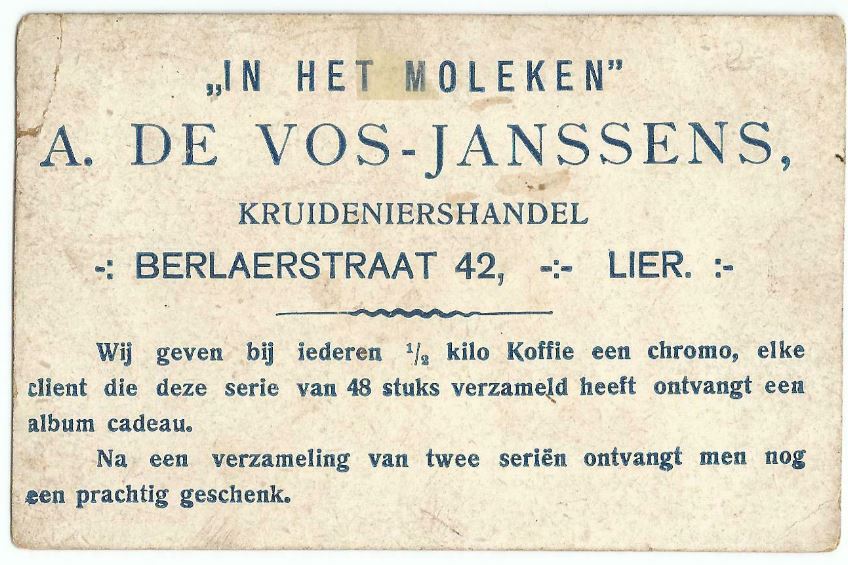 „IN HET MOLEKEN”
A. DE VOS-JANSSENS,
KRUIDENIERSHANDEL
-: BERLAERSTRAAT 42, -:- LIER. :-
Wij geven bij iederen ½ kilo Koffie een chromo, elke
client die deze serie van 48 stuks verzameld heeft ontvangt een
album cadeau.
Na een verzameling van twee seriën ontvangt men nog
een prachtig geschenk.